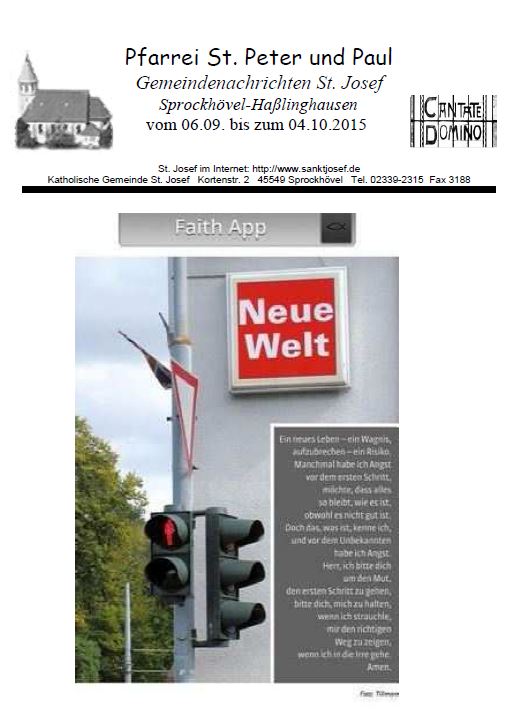 Pfarrei St. Peter und Paul
Gemeindenachrichten St. Josef
Sprockhövel-Haßlinghausen
vom 06.09. bis zum 04.10.2015
CANTATE
DOMINO
St. Josef im Internet: http://www.sanktjosef.de
Katholische Gemeinde St. Josef Kortenstr. 2 45549 Sprockhövel Tel. 02339-2315 Fax 3188
Faith App
Neue
Welt
Ein neues Leben – ein Wagnis,
aufzubrechen – ein Risiko.
Manchmal habe ich Angst
vor dem ersten Schritt,
möchte, dass alles
so bleibt, wie es ist,
obwohl es nicht gut ist.
Doch das, was ist, kenne ich,
und vor dem Unbekannten
habe ich Angst.
Herr, ich bitte dich
um den Mut,
den ersten Schritt zu gehen,
bitte dich, mich zu halten,
wenn ich strauchle,
mir den richtigen
Weg zu zeigen,
wenn ich in die Irre gehe.
Amen.
Tillmann